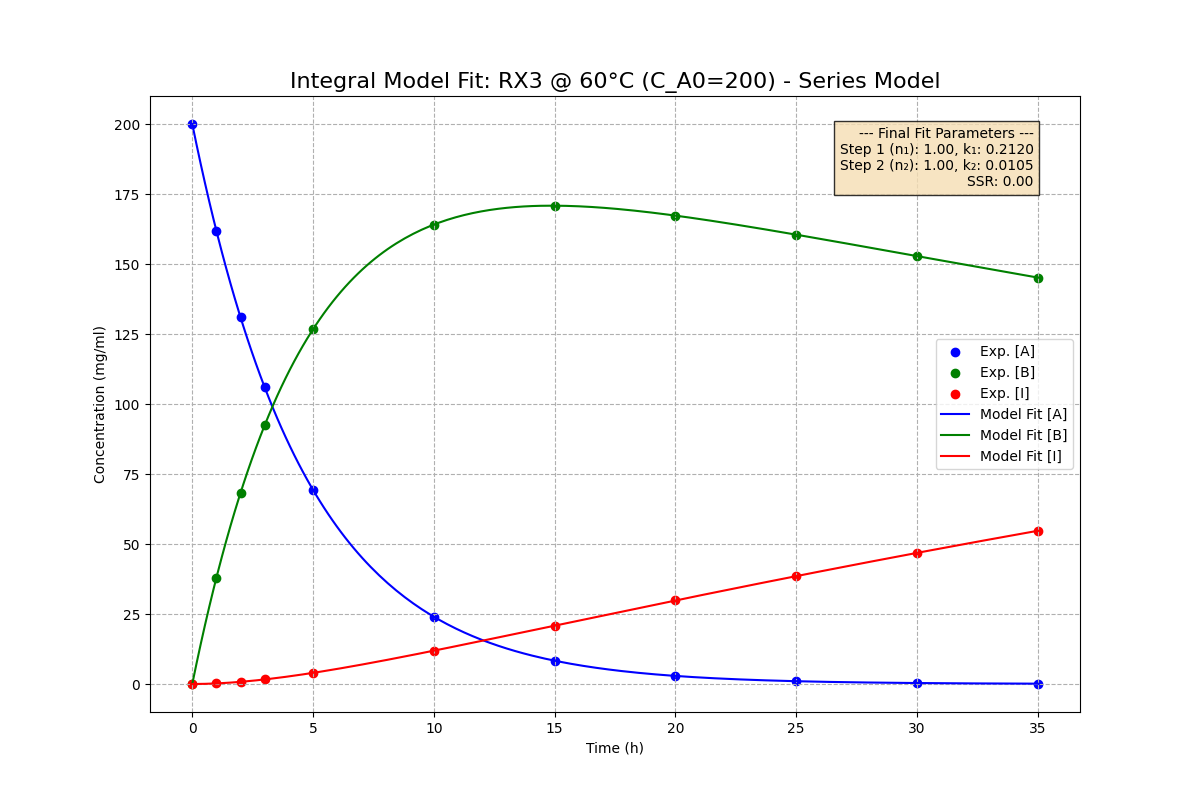 Integral Model Fit: RX3 @ 60°C (C_A0=200) - Series Model
--- Final Fit Parameters ---
Step 1 (n₁): 1.00, k₁: 0.2120
Step 2 (n₂): 1.00, k₂: 0.0105
SSR: 0.00
Concentration (mg/ml)
200
175
150
125
100
75
50
25
0
Exp. [A]
Exp. [B]
Exp. [I]
Model Fit [A]
Model Fit [B]
Model Fit [I]
0 5 10 15 20 25 30 35
Time (h)